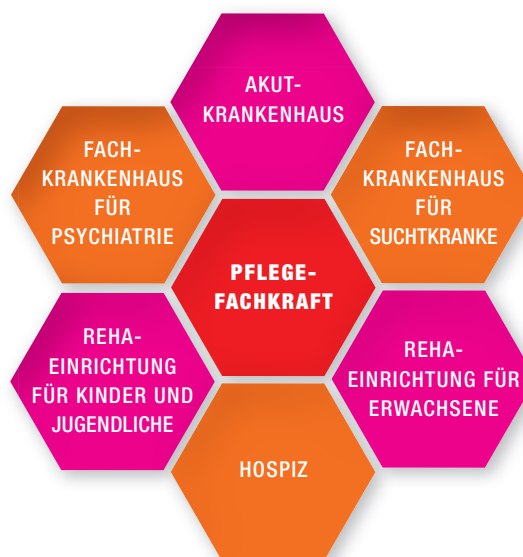 AKUT-
KRANKENHAUS
FACH-
KRANKENHAUS
FÜR
PSYCHIATRIE
FACH-
KRANKENHAUS
FÜR
SUCHTKRANKE
PFLEGE-
FACHKRAFT
REHA-
EINRICHTUNG
FÜR KINDER UND
JUGENDLICHE
REHA-
EINRICHTUNG FÜR
ERWACHSENE
HOSPIZ